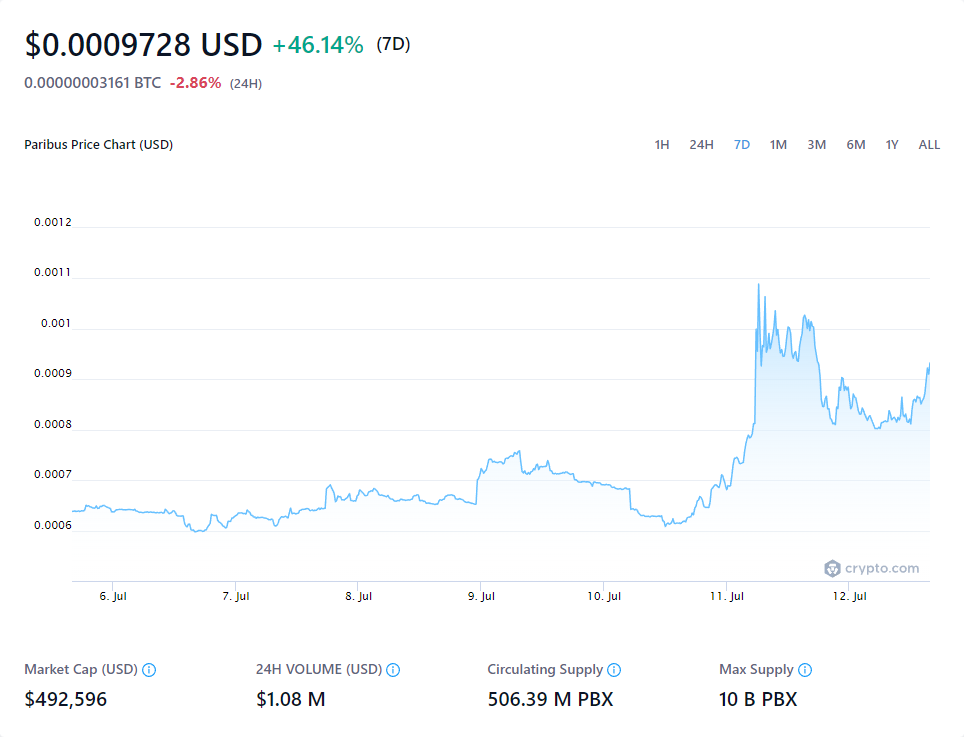 $0.0009728 USD +46.14% (7D)
0.00000003161 BTC -2.86% (24H)
Paribus Price Chart (USD) 1H 24H 7D 1M 3M 6M 1Y ALL
0.0012
0.0011
0.001
0.0009
0.0008
0.0007
0.0006
crypto.com
6. Jul 7. Jul 8. Jul 9. Jul 10. Jul 11. Jul 12. Jul
Market Cap (USD) 24H VOLUME (USD) Circulating Supply Max Supply
$492,596 $1.08 M 506.39 M PBX 10 B PBX